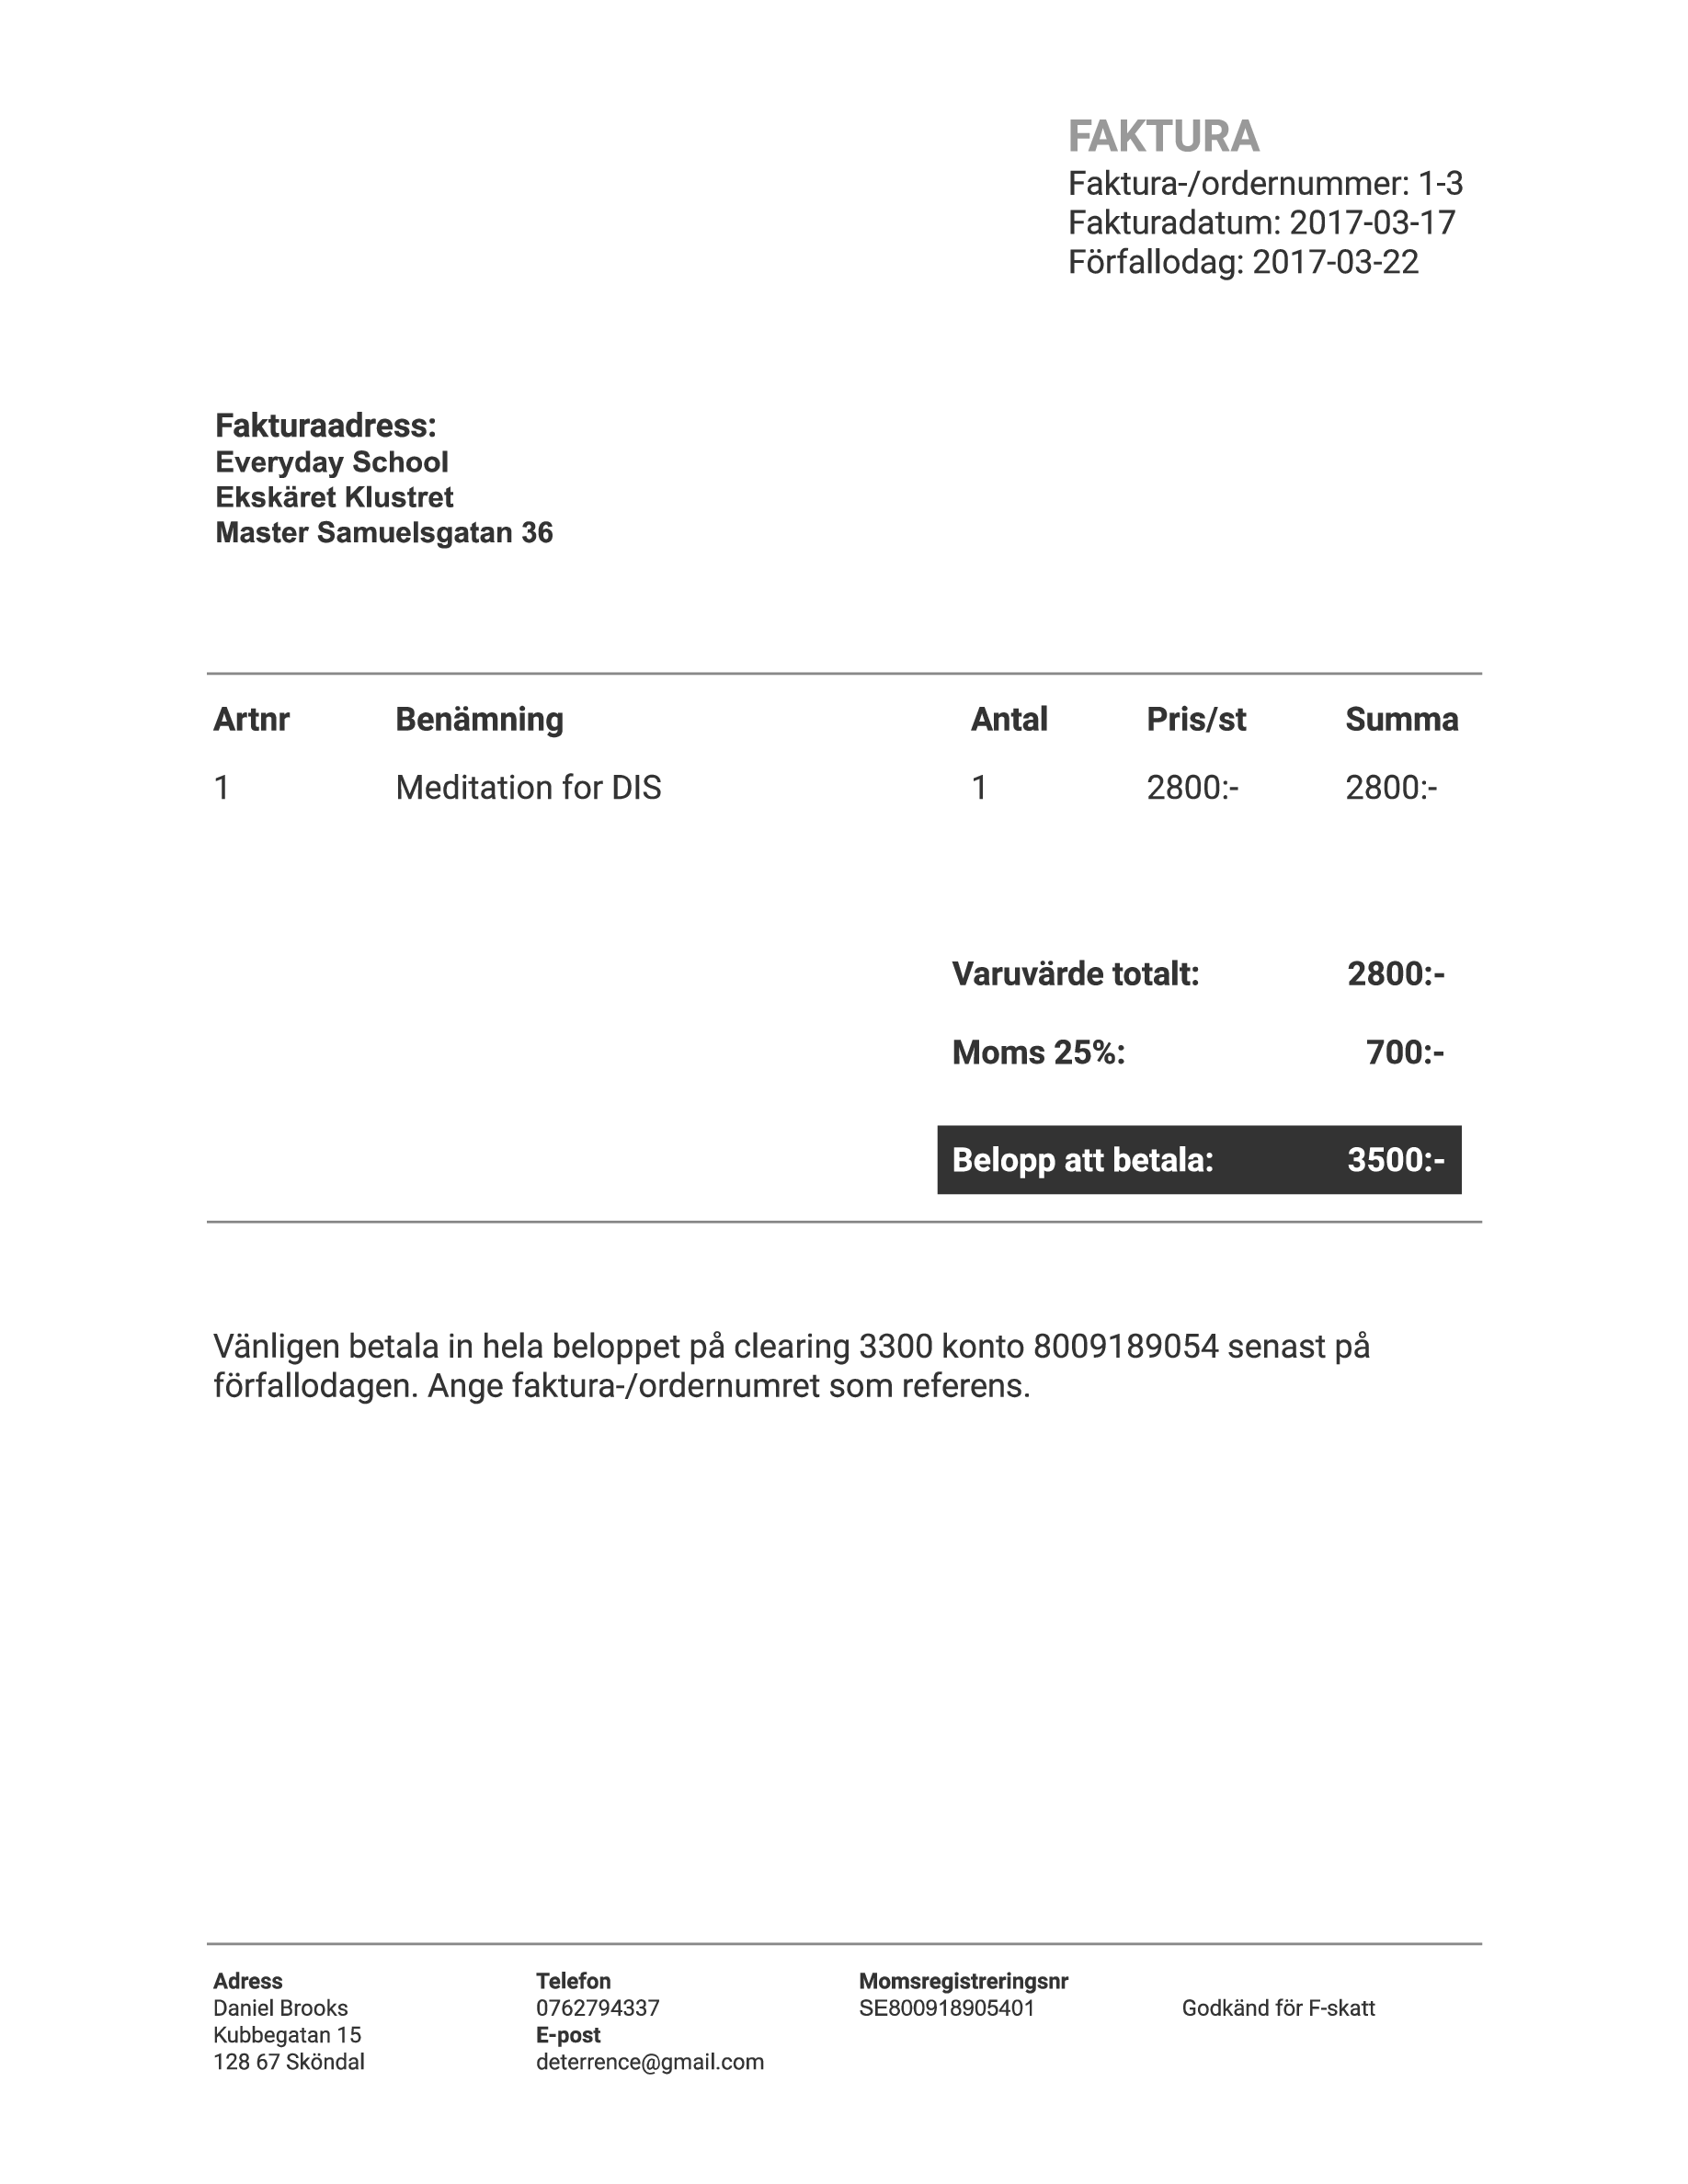 FAKTURA
Faktura-/ordernummer: 1-3
Fakturadatum: 2017-03-17
Förfallodag: 2017-03-22
Fakturaadress:
Everyday School
Ekskäret Klustret
Master Samuelsgatan 36
Artnr Benämning Antal Pris/st Summa
1 Meditation for DIS 1 2800:- 2800:-
Varuvärde totalt: 2800:-
Moms 25%: 700:-
Belopp att betala: 3500:-
Vänligen betala in hela beloppet på clearing 3300 konto 8009189054 senast på
förfallodagen. Ange faktura-/ordernumret som referens.
Adress Telefon Momsregistreringsnr
Daniel Brooks 0762794337 SE800918905401 Godkänd för F-skatt
Kubbegatan 15 E-post
128 67 Sköndal deterrence@gmail.com